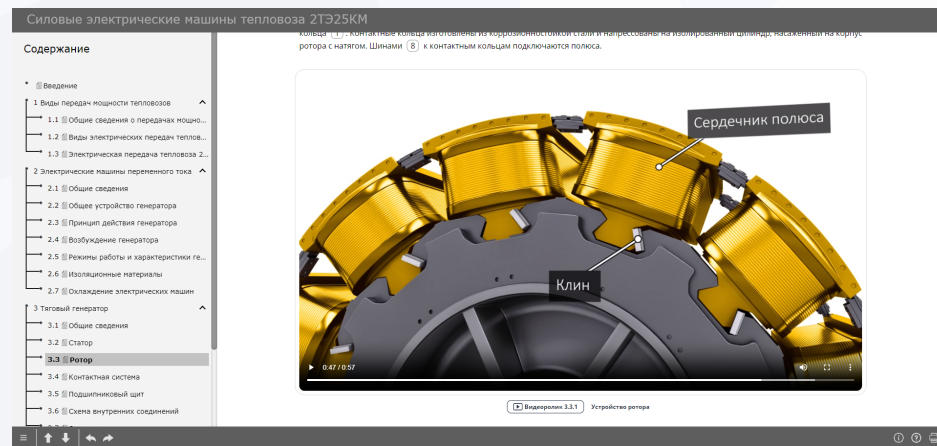 Силовые электрические машины тепловоза 2ТЭ25КМ
Содержание
Введение
1 Виды передач мощности тепловозов
1.1 Общие сведения о передачах мощно...
1.2 Виды электрических передач теплов...
1.3 Электрическая передача тепловоза 2...
2 Электрические машины переменного тока
2.1 Общие сведения
2.2 Общее устройство генератора
2.3 Принцип действия генератора
2.4 Возбуждение генератора
2.5 Режимы работы и характеристики ге...
2.6 Изоляционные материалы
2.7 Охлаждение электрических машин
3 Тяговый генератор
3.1 Общие сведения
3.2 Статор
3.3 Ротор
3.4 Контактная система
3.5 Подшипниковый щит
3.6 Схема внутренних соединений
кольца 1 . Контактные кольца изготовлены из коррозионностойкой стали и напрессованы на изолированный цилиндр, насаженный на корпус
ротора с натягом. Шинами 8 к контактным кольцам подключаются полюса.
Сердечник полюса
Клин
0:47 / 0:57
Видеоролик 3.3.1 Устройство ротора